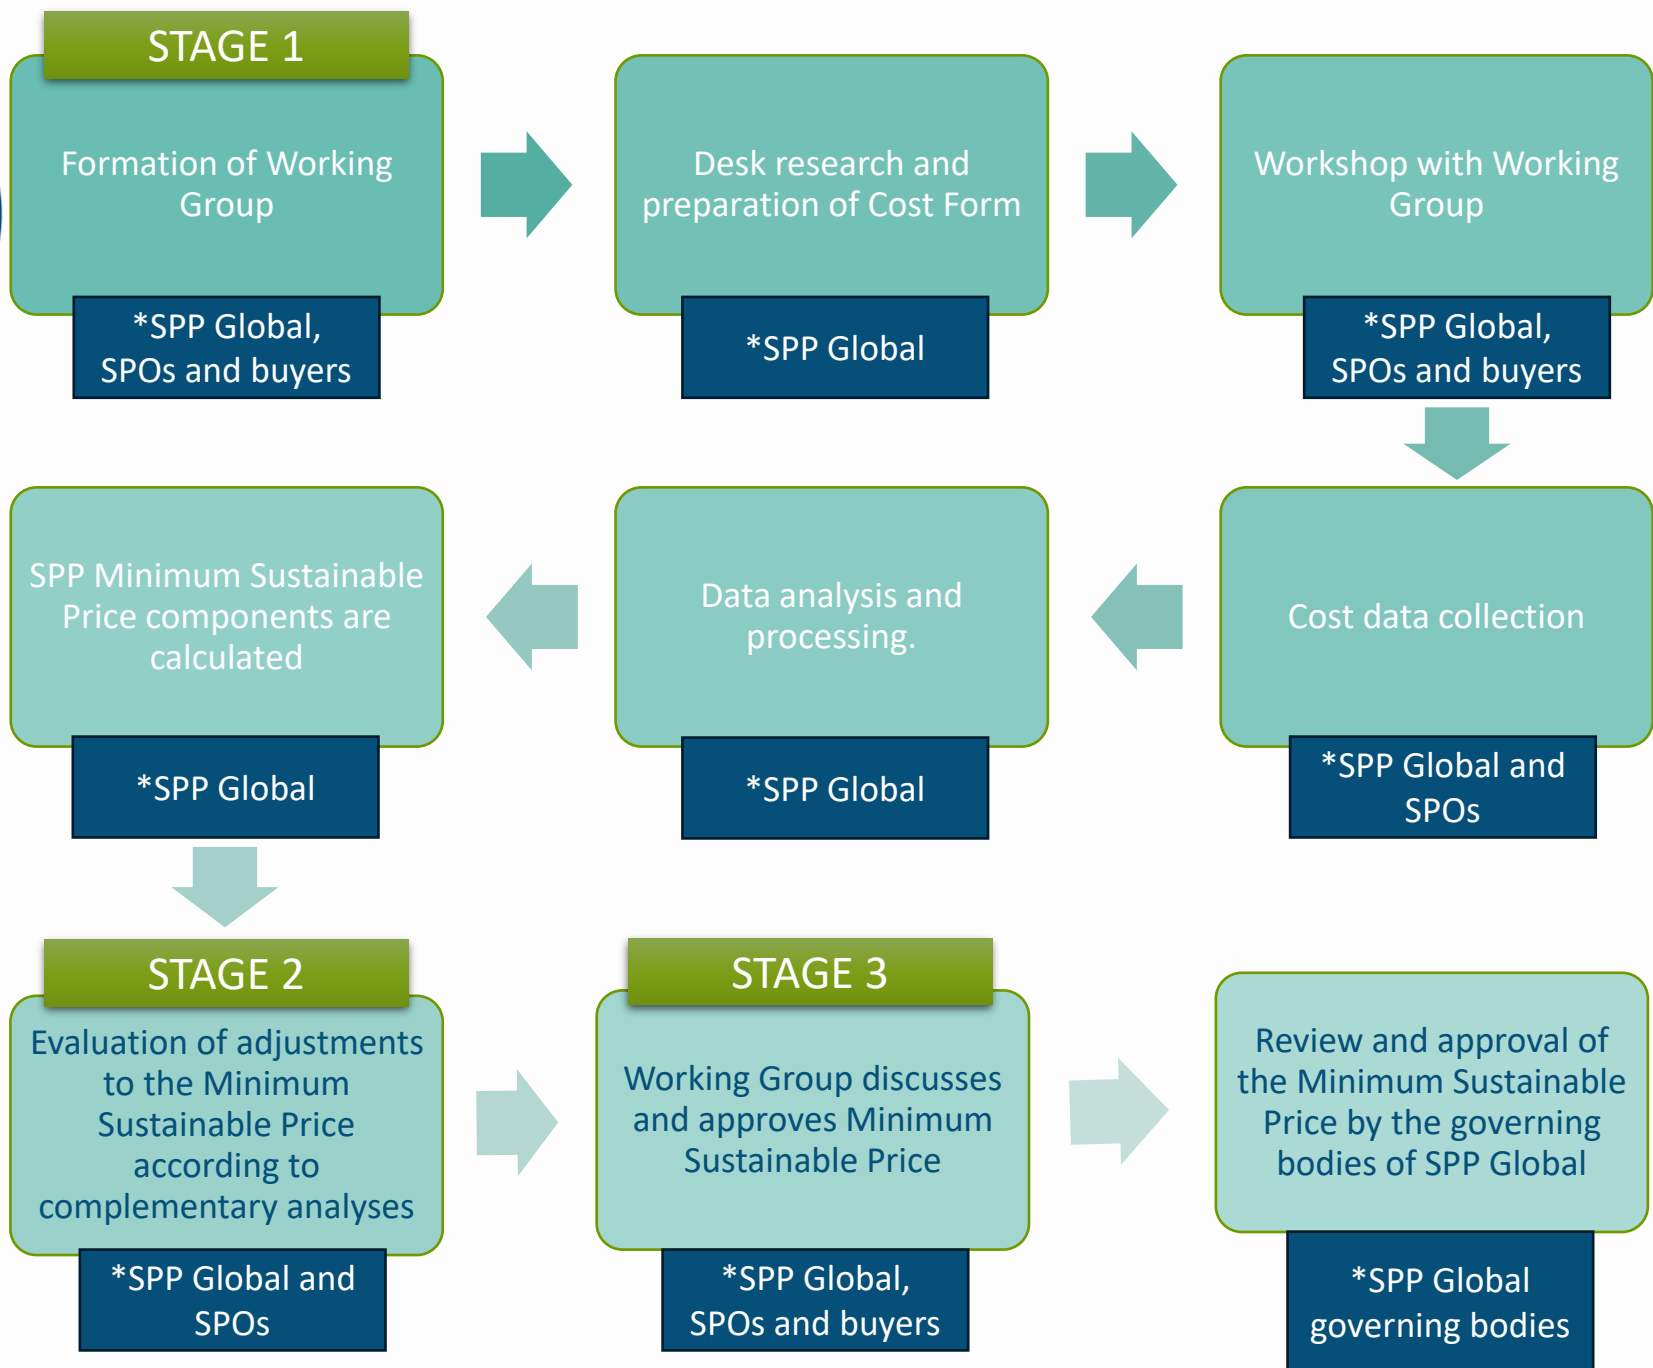 STAGE 1
Formation of Working
Group
*SPP Global,
SPOs and buyers
Desk research and
preparation of Cost Form
*SPP Global
Workshop with Working
Group
*SPP Global,
SPOs and buyers
Cost data collection
*SPP Global and
SPOs
Data analysis and
processing.
*SPP Global
SPP Minimum Sustainable
Price components are
calculated
*SPP Global
STAGE 2
Evaluation of adjustments
to the Minimum
Sustainable Price
according to
complementary analyses
*SPP Global and
SPOs
STAGE 3
Working Group discusses
and approves Minimum
Sustainable Price
*SPP Global,
SPOs and buyers
Review and approval of
the Minimum Sustainable
Price by the governing
bodies of SPP Global
*SPP Global
governing bodies